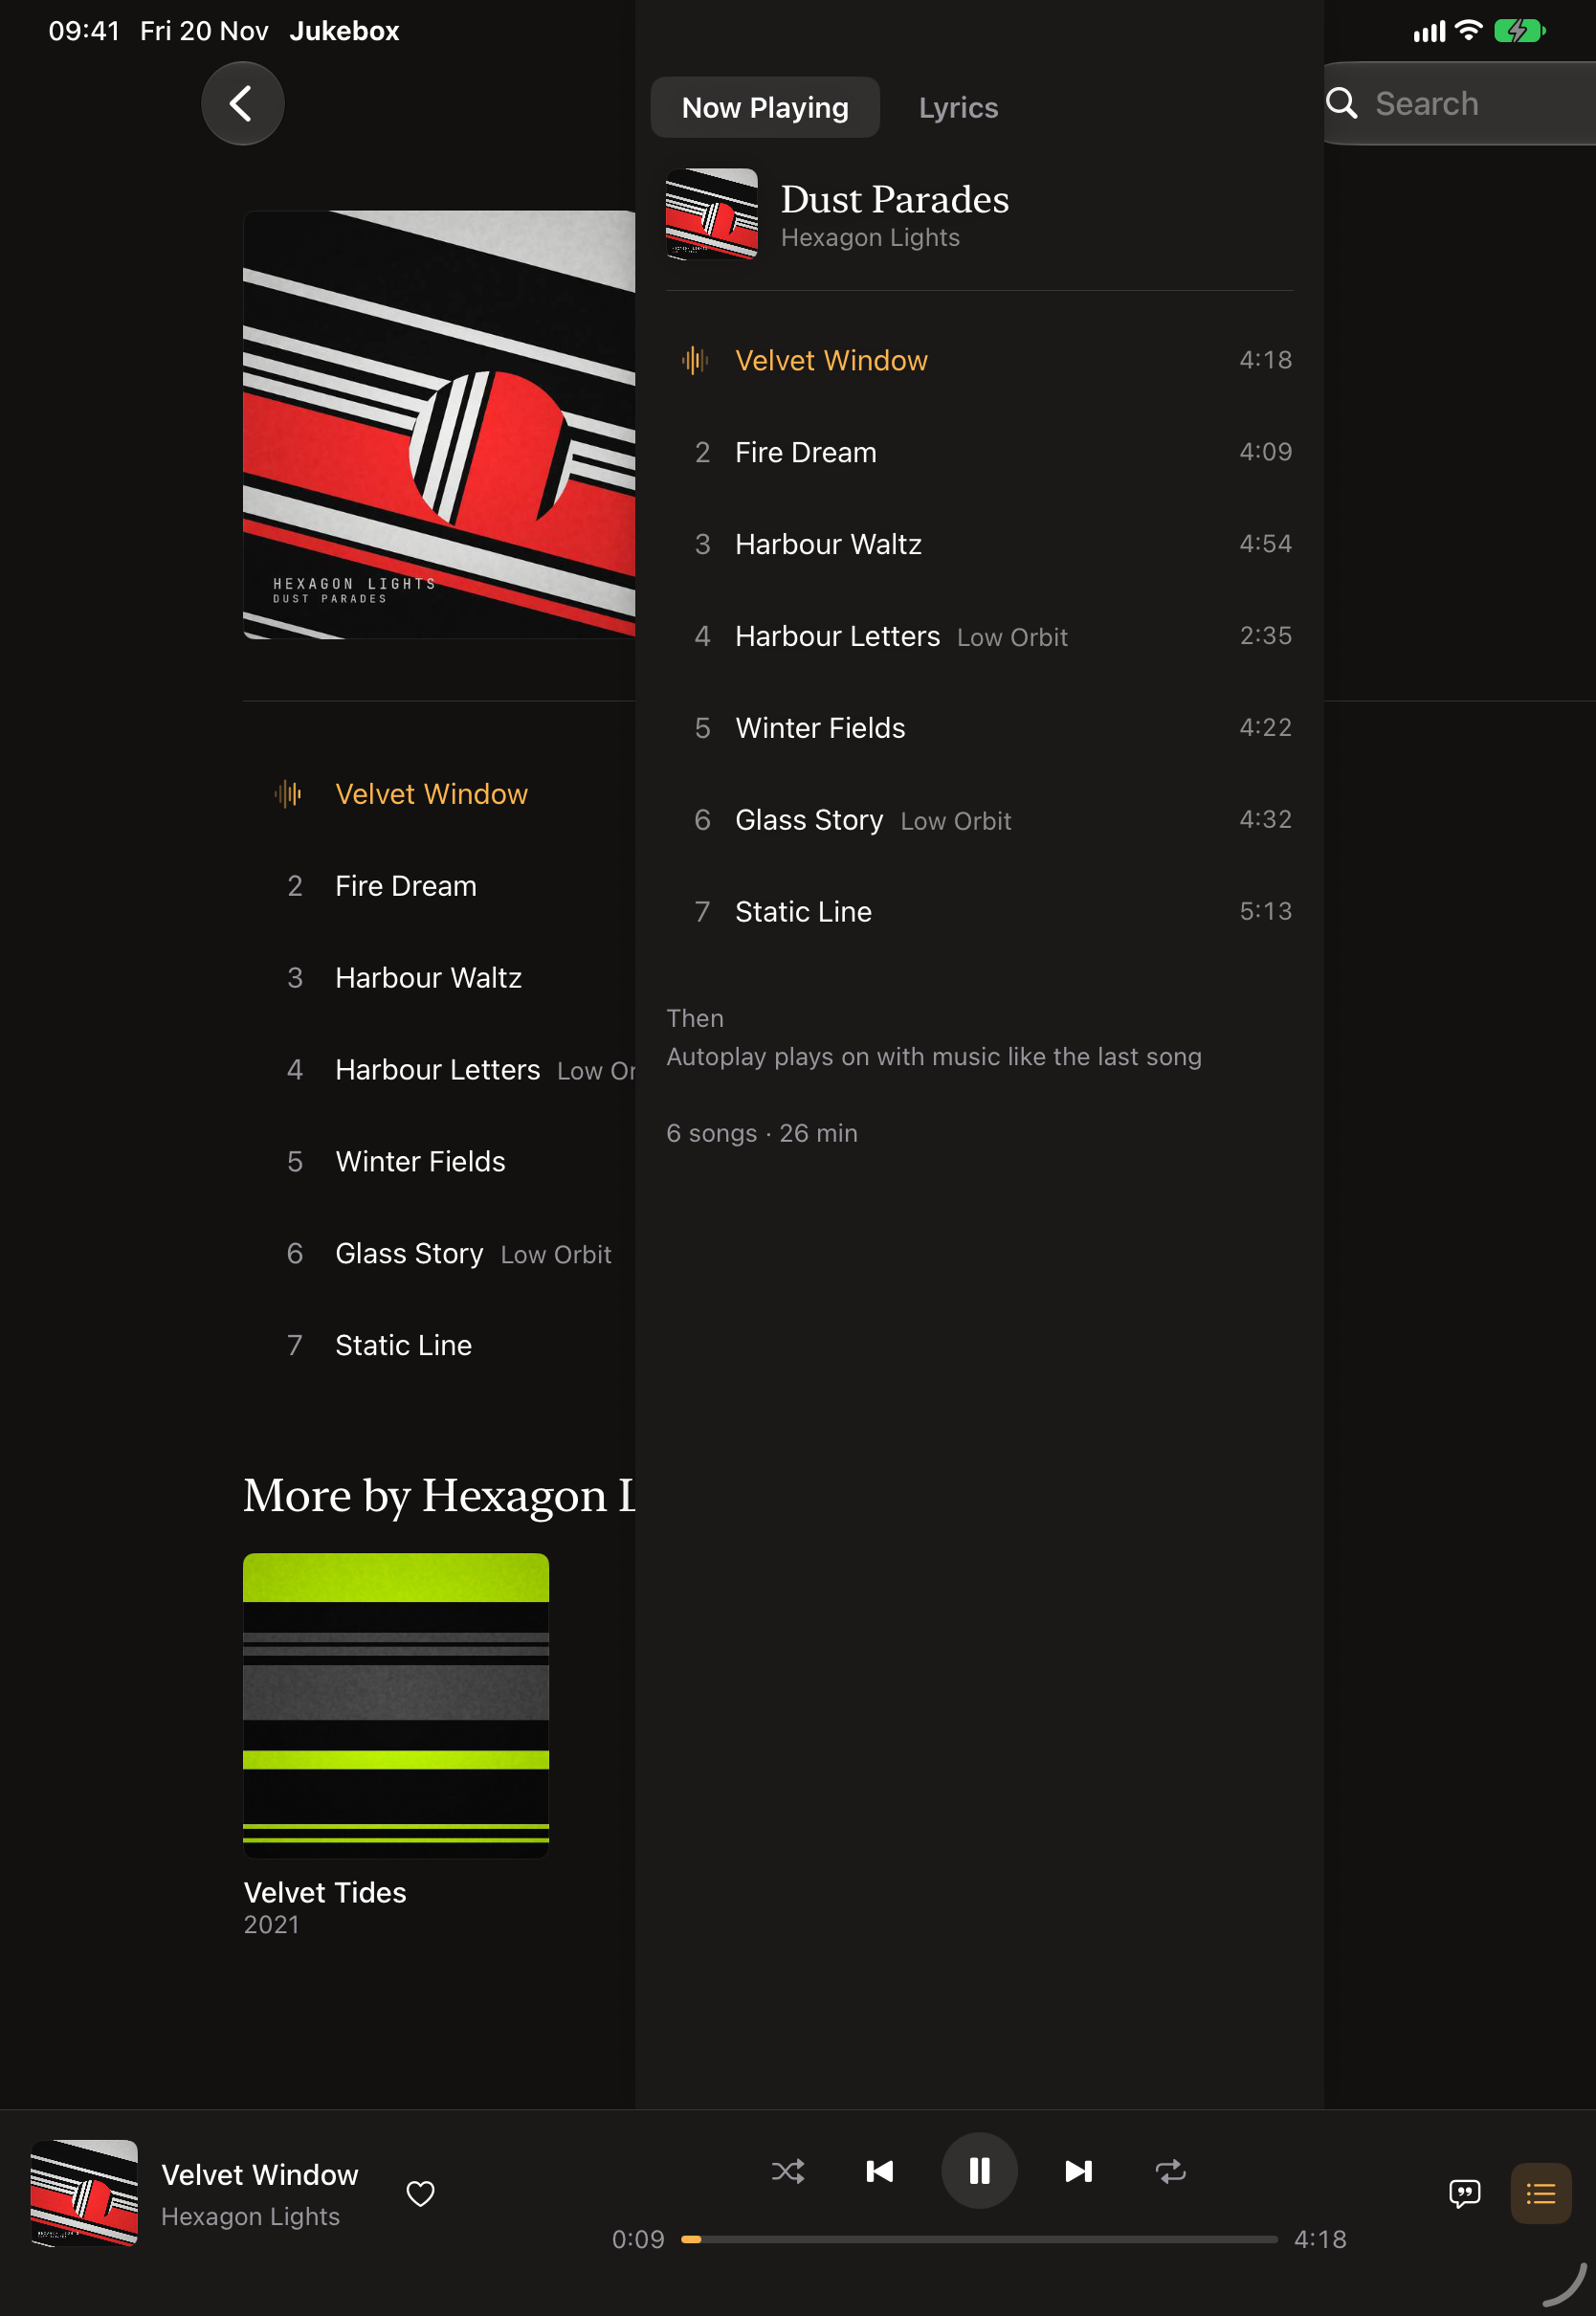 09:41 Fri 20 Nov Jukebox
Search
Now Playing Lyrics
Dust Parades
Hexagon Lights
Velvet Window 4:18
2 Fire Dream 4:09
3 Harbour Waltz 4:54
4 Harbour Letters Low Orbit 2:35
5 Winter Fields 4:22
6 Glass Story Low Orbit 4:32
7 Static Line 5:13
Then
Autoplay plays on with music like the last song
6 songs · 26 min
HEXAGON LIGHTS
DUST PARADES
Velvet Window
2 Fire Dream
3 Harbour Waltz
4 Harbour Letters Low
5 Winter Fields
6 Glass Story Low Orbit
7 Static Line
More by Hexagon
Velvet Tides
2021
Velvet Window
Hexagon Lights
0:09 4:18